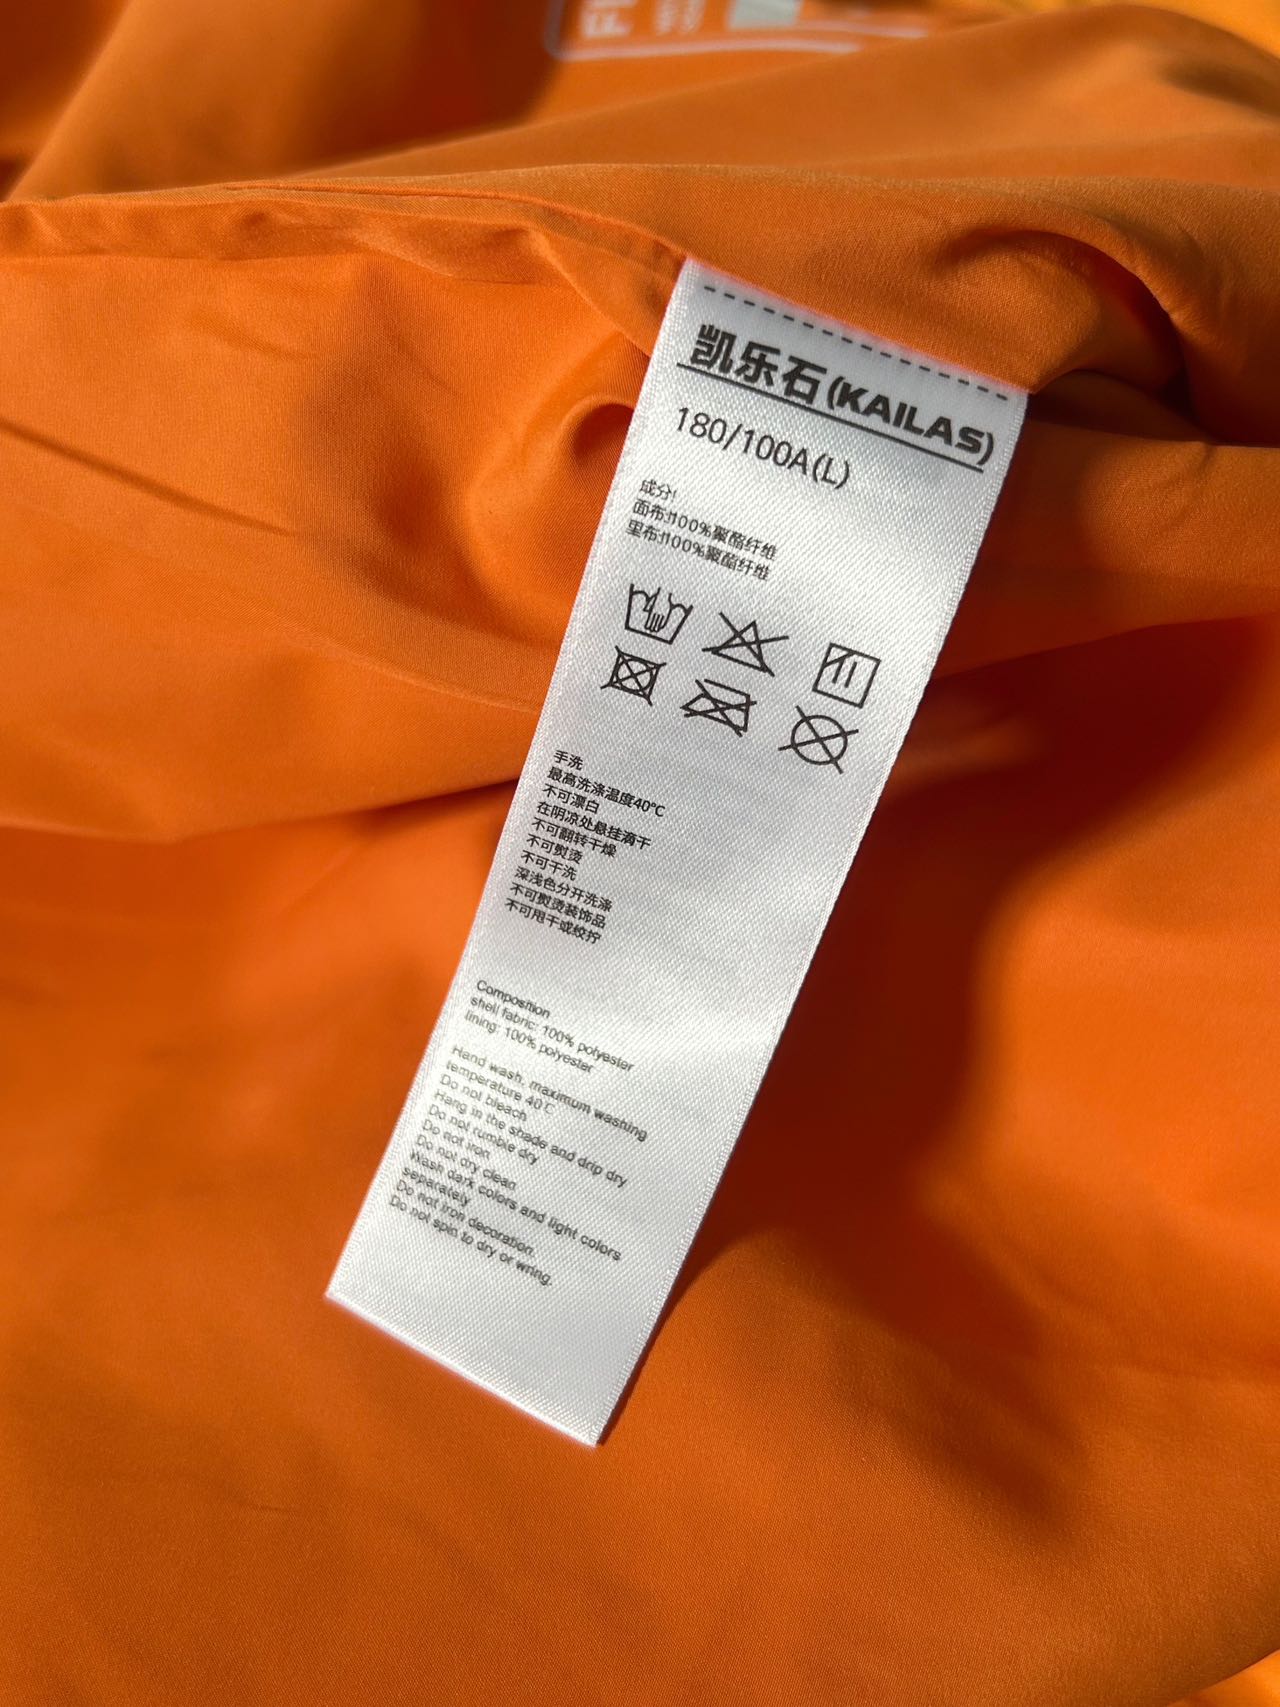 凯乐石(KAILAS)
180/100A(L)
成分:
面布:100%聚酯纤维
里布:100%聚酯纤维
手洗
最高洗涤温度40℃
不可漂白
在阴凉处悬挂滴干
不可翻转干燥
不可熨烫
不可干洗
深浅色分开洗涤
不可熨烫装饰品
不可甩干或绞拧
Composition
shell fabric: 100% polyester
lining: 100% polyester
Hand wash, maximum washing
temperature 40℃
Do not bleach
Hang in the shade and drip dry
Do not tumble dry
Do not iron
Do not dry clean
Wash dark colors and light colors
separately
Do not iron decoration.
Do not spin to dry or wring.